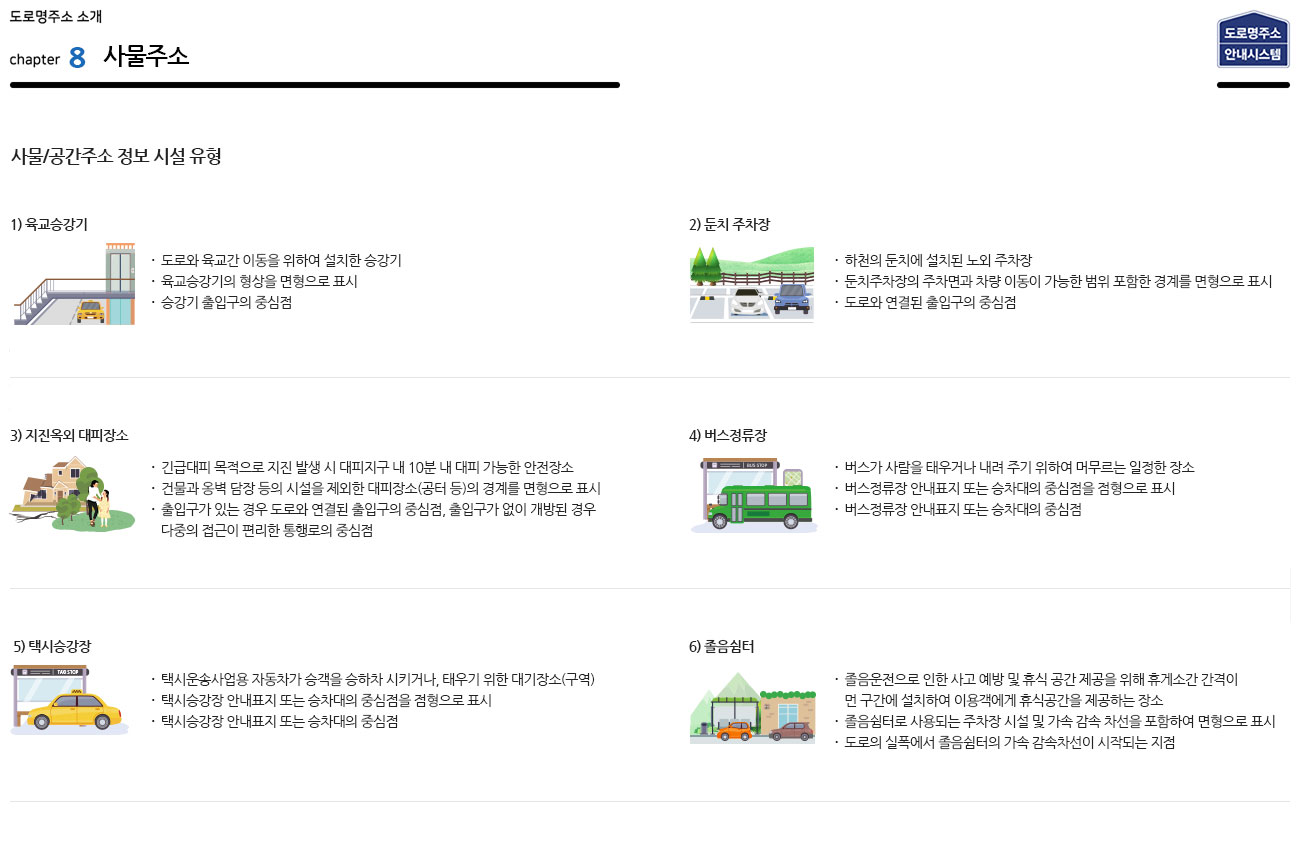 도로명주소 소개
chapter 8 사물주소
도로명주소
안내시스템
사물/공간주소 정보 시설 유형
1) 육교승강기
· 도로와 육교간 이동을 위하여 설치한 승강기
· 육교승강기의 형상을 면형으로 표시
· 승강기 출입구의 중심점
2) 둔치 주차장
· 하천의 둔치에 설치된 노외 주차장
· 둔치주차장의 주차면과 차량 이동이 가능한 범위 포함한 경계를 면형으로 표시
· 도로와 연결된 출입구의 중심점
3) 지진옥외 대피장소
· 긴급대피 목적으로 지진 발생 시 대피지구 내 10분 내 대피 가능한 안전장소
· 건물과 옹벽 담장 등의 시설을 제외한 대피장소(공터 등)의 경계를 면형으로 표시
· 출입구가 있는 경우 도로와 연결된 출입구의 중심점, 출입구가 없이 개방된 경우
다중의 접근이 편리한 통행로의 중심점
4) 버스정류장
BUS STOP
· 버스가 사람을 태우거나 내려 주기 위하여 머무르는 일정한 장소
· 버스정류장 안내표지 또는 승차대의 중심점을 점형으로 표시
· 버스정류장 안내표지 또는 승차대의 중심점
5) 택시승강장
TAXI STOP
· 택시운송사업용 자동차가 승객을 승하차 시키거나, 태우기 위한 대기장소(구역)
· 택시승강장 안내표지 또는 승차대의 중심점을 점형으로 표시
· 택시승강장 안내표지 또는 승차대의 중심점
6) 졸음쉼터
· 졸음운전으로 인한 사고 예방 및 휴식 공간 제공을 위해 휴게소간 간격이
먼 구간에 설치하여 이용객에게 휴식공간을 제공하는 장소
· 졸음쉼터로 사용되는 주차장 시설 및 가속 감속 차선을 포함하여 면형으로 표시
· 도로의 실폭에서 졸음쉼터의 가속 감속차선이 시작되는 지점